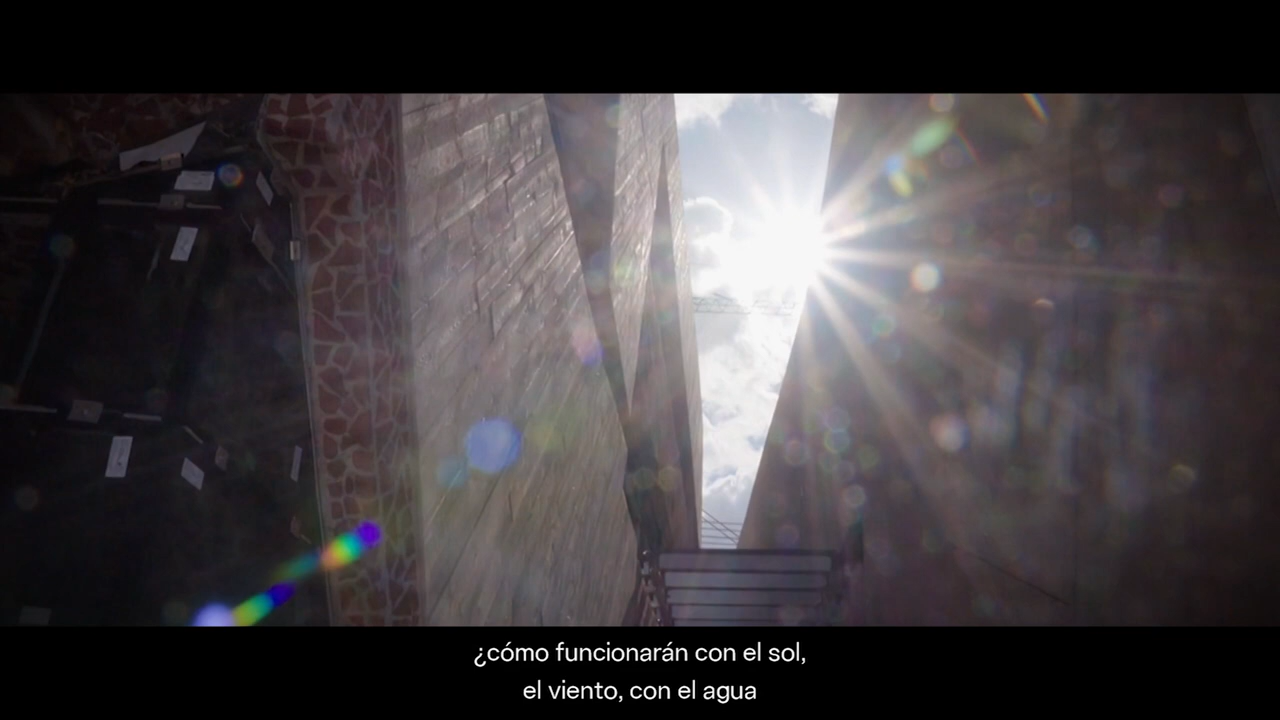 ¿cómo funcionarán con el sol,
el viento, con el agua